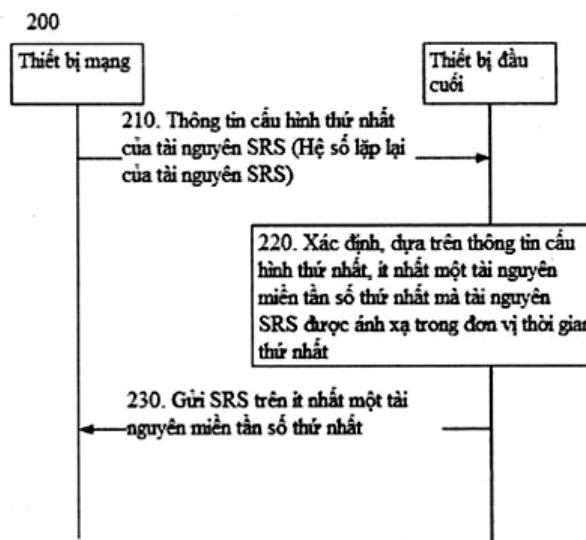 200
Thiết bị mạng
Thiết bị đầu
cuối
210. Thông tin cấu hình thứ nhất
của tài nguyên SRS (Hệ số lặp lại
của tài nguyên SRS)
220. Xác định, dựa trên thông tin cấu
hình thứ nhất, ít nhất một tài nguyên
miền tần số thứ nhất mà tài nguyên
SRS được ánh xạ trong đơn vị thời gian
thứ nhất
230. Gửi SRS trên ít nhất một tài
nguyên miền tần số thứ nhất